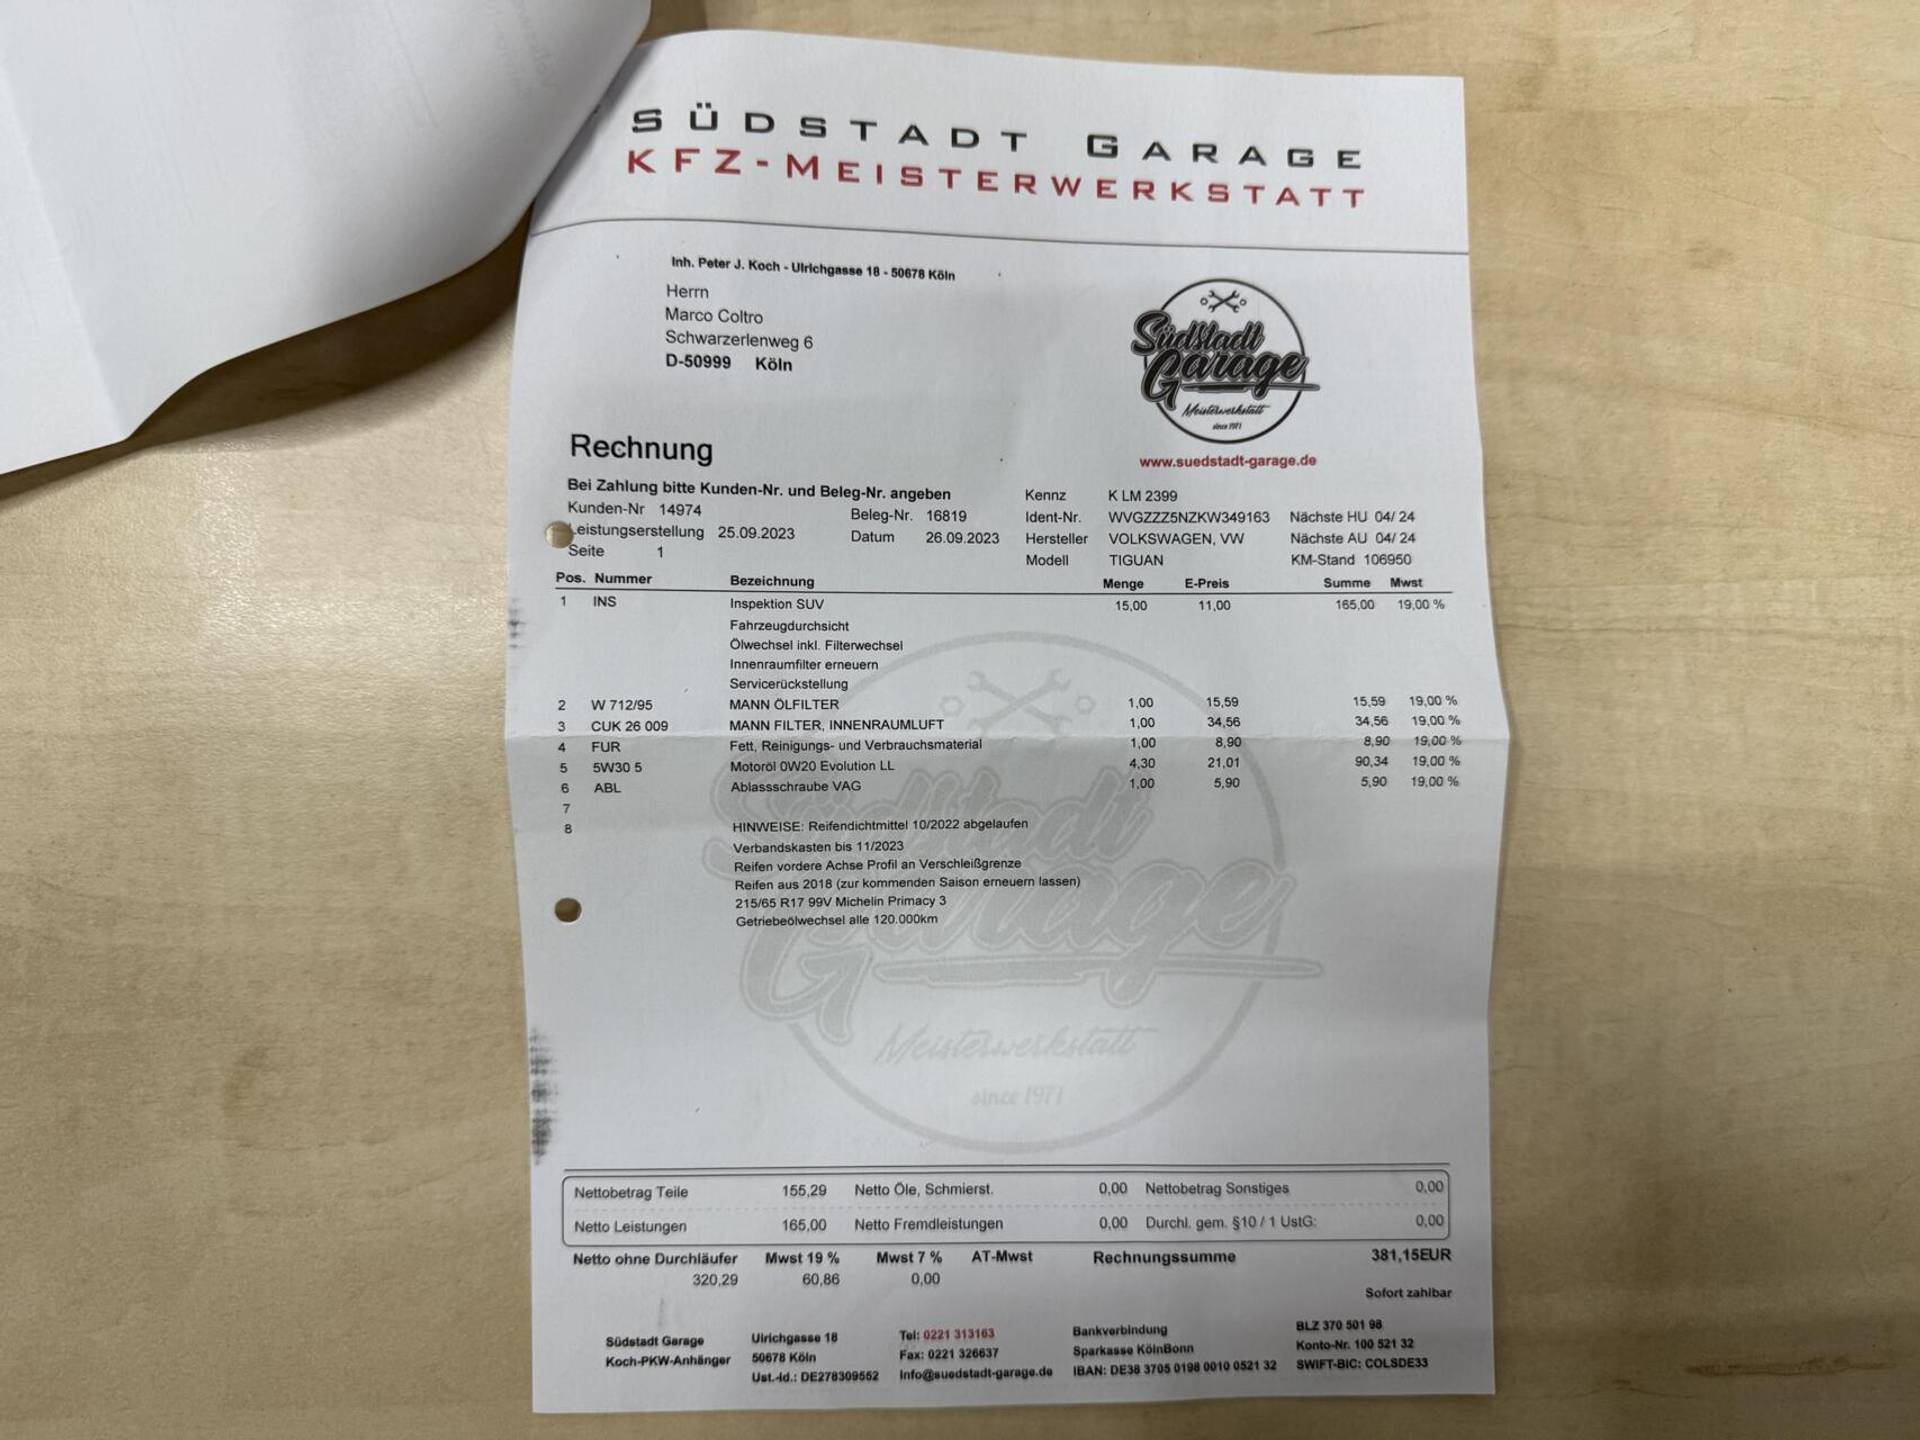 SÜDSTADT GARAGE
KFZ-MEISTERWERKSTATT
Inh. Peter J. Koch - Ulrichgasse 18 - 50678 Köln
Herrn
Marco Coltro
Schwarzerlenweg 6
D-50999 Köln
Südstadt
Garage
Meisterwerkstatt
since 1971
www.suedstadt-garage.de
Rechnung
Bei Zahlung bitte Kunden-Nr. und Beleg-Nr. angeben
Kunden-Nr 14974 Beleg-Nr. 16819
Leistungserstellung 25.09.2023 Datum 26.09.2023
Seite 1
Kennz K LM 2399
Ident-Nr. WVGZZZ5NZKW349163 Nächste HU 04/ 24
Hersteller VOLKSWAGEN, VW Nächste AU 04/ 24
Modell TIGUAN KM-Stand 106950
Pos. Nummer Bezeichnung Menge E-Preis Summe Mwst
1 INS Inspektion SUV 15,00 11,00 165,00 19,00 %
Fahrzeugdurchsicht
Ölwechsel inkl. Filterwechsel
Innenraumfilter erneuern
Servicerückstellung
2 W 712/95 MANN ÖLFILTER 1,00 15,59 15,59 19,00 %
3 CUK 26 009 MANN FILTER, INNENRAUMLUFT 1,00 34,56 34,56 19,00 %
4 FUR Fett, Reinigungs- und Verbrauchsmaterial 1,00 8,90 8,90 19,00 %
5 5W30 5 Motoröl 0W20 Evolution LL 4,30 21,01 90,34 19,00 %
6 ABL Ablassschraube VAG 1,00 5,90 5,90 19,00 %
7
8 HINWEISE: Reifendichtmittel 10/2022 abgelaufen
Verbandskasten bis 11/2023
Reifen vordere Achse Profil an Verschleißgrenze
Reifen aus 2018 (zur kommenden Saison erneuern lassen)
215/65 R17 99V Michelin Primacy 3
Getriebeölwechsel alle 120.000km
Südstadt
Garage
Meisterwerkstatt
since 1971
Nettobetrag Teile 155,29 Netto Öle, Schmierst. 0,00 Nettobetrag Sonstiges 0,00
Netto Leistungen 165,00 Netto Fremdleistungen 0,00 Durchl. gem. §10 / 1 UstG: 0,00
Netto ohne Durchläufer Mwst 19 % Mwst 7 % AT-Mwst Rechnungssumme 381,15EUR
320,29 60,86 0,00
Sofort zahlbar
Südstadt Garage
Koch-PKW-Anhänger
Ulrichgasse 18
50678 Köln
Ust.-Id.: DE278309552
Tel: 0221 313163
Fax: 0221 326637
Info@suedstadt-garage.de
Bankverbindung
Sparkasse KölnBonn
IBAN: DE38 3705 0198 0010 0521 32
BLZ 370 501 98
Konto-Nr. 100 521 32
SWIFT-BIC: COLSDE33